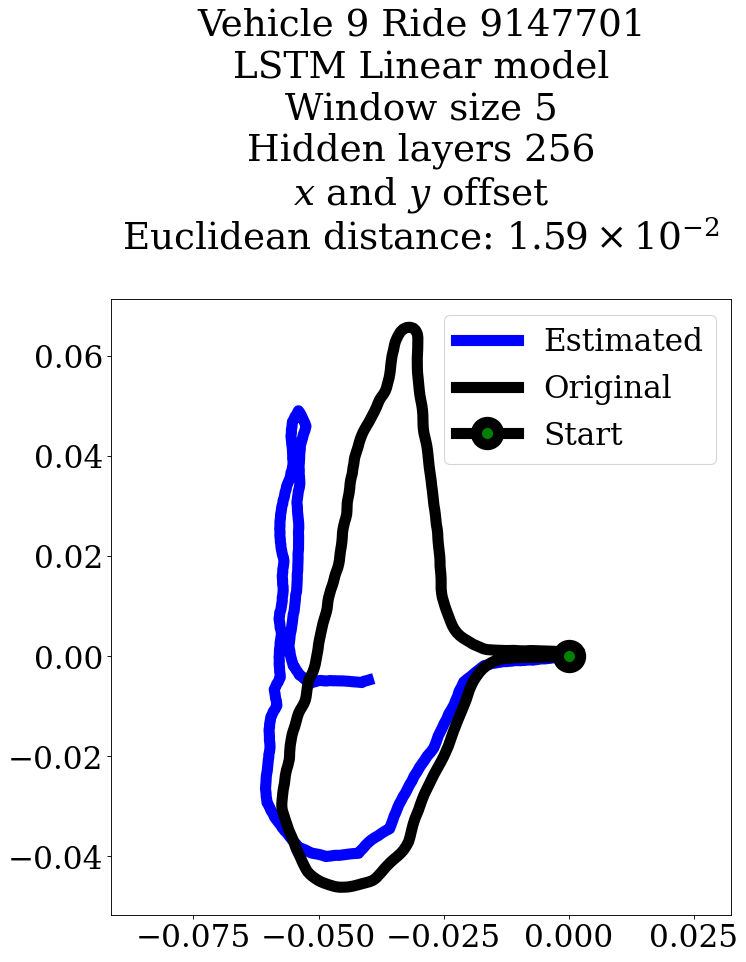 Vehicle 9 Ride 9147701
LSTM Linear model
Window size 5
Hidden layers 256
x and y offset
Euclidean distance: 1.59 × 10⁻²
Estimated
Original
Start
0.06
0.04
0.02
0.00
−0.02
−0.04
−0.075 −0.050 −0.025 0.000 0.025